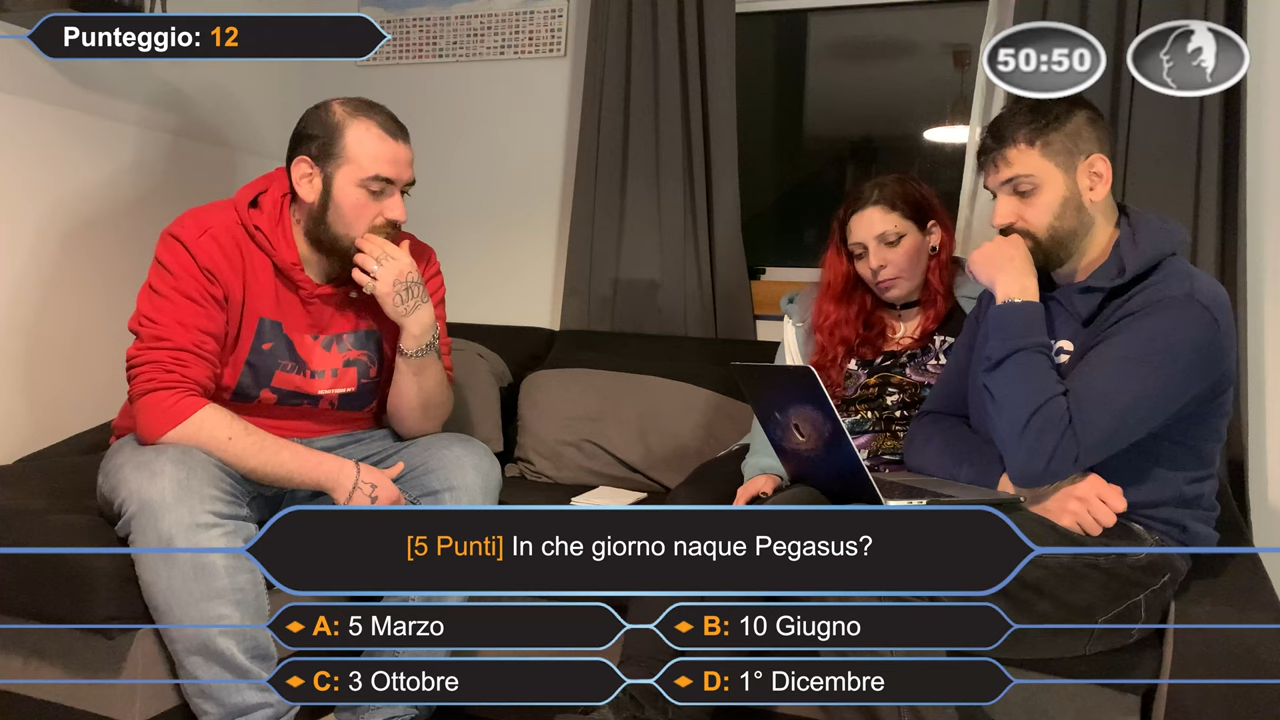 Punteggio: 12
50:50
[5 Punti] In che giorno naque Pegasus?
A: 5 Marzo
B: 10 Giugno
C: 3 Ottobre
D: 1° Dicembre